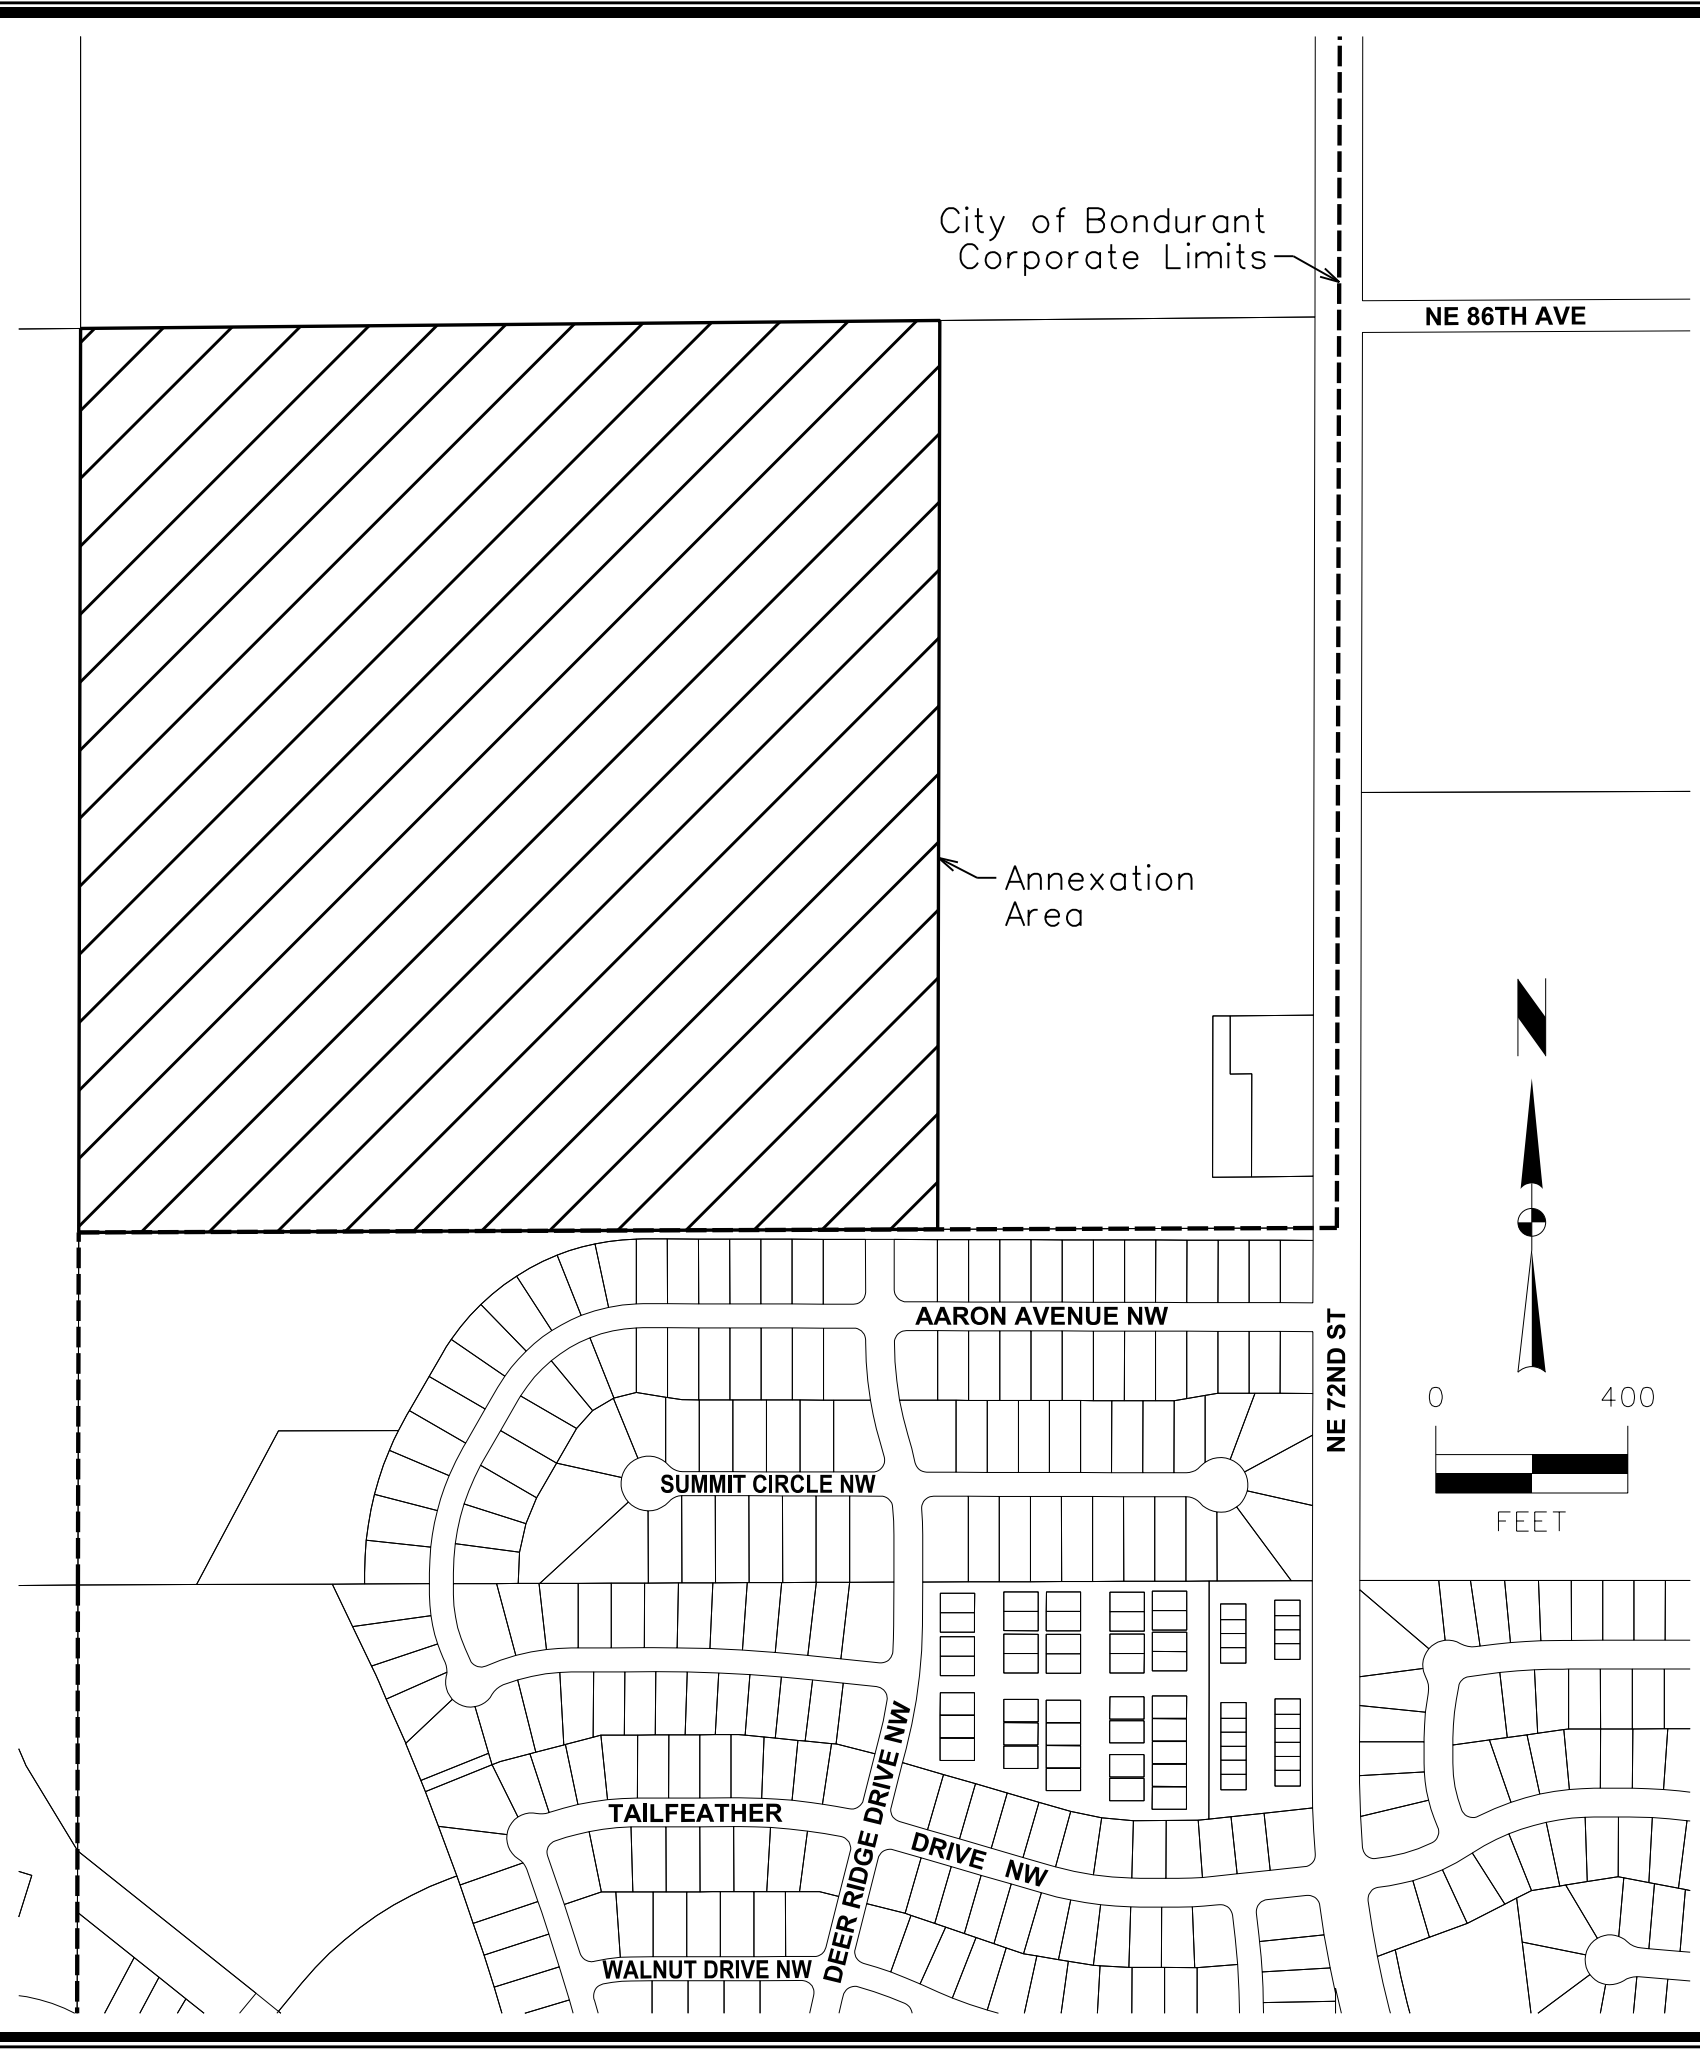 City of Bondurant
Corporate Limits
NE 86TH AVE
Annexation
Area
N
AARON AVENUE NW
NE 72ND ST
0 400
FEET
SUMMIT CIRCLE NW
DEER RIDGE DRIVE NW
TAILFEATHER
DRIVE NW
WALNUT DRIVE NW